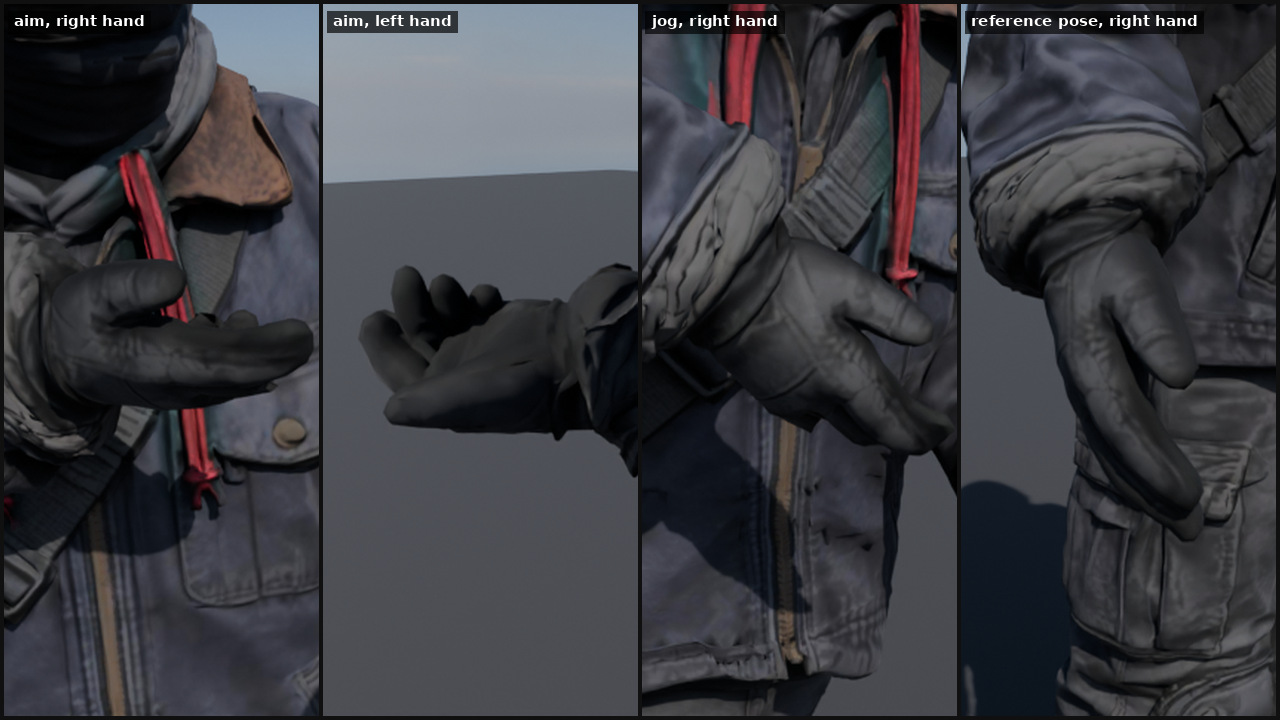 aim, right hand
aim, left hand
jog, right hand
reference pose, right hand